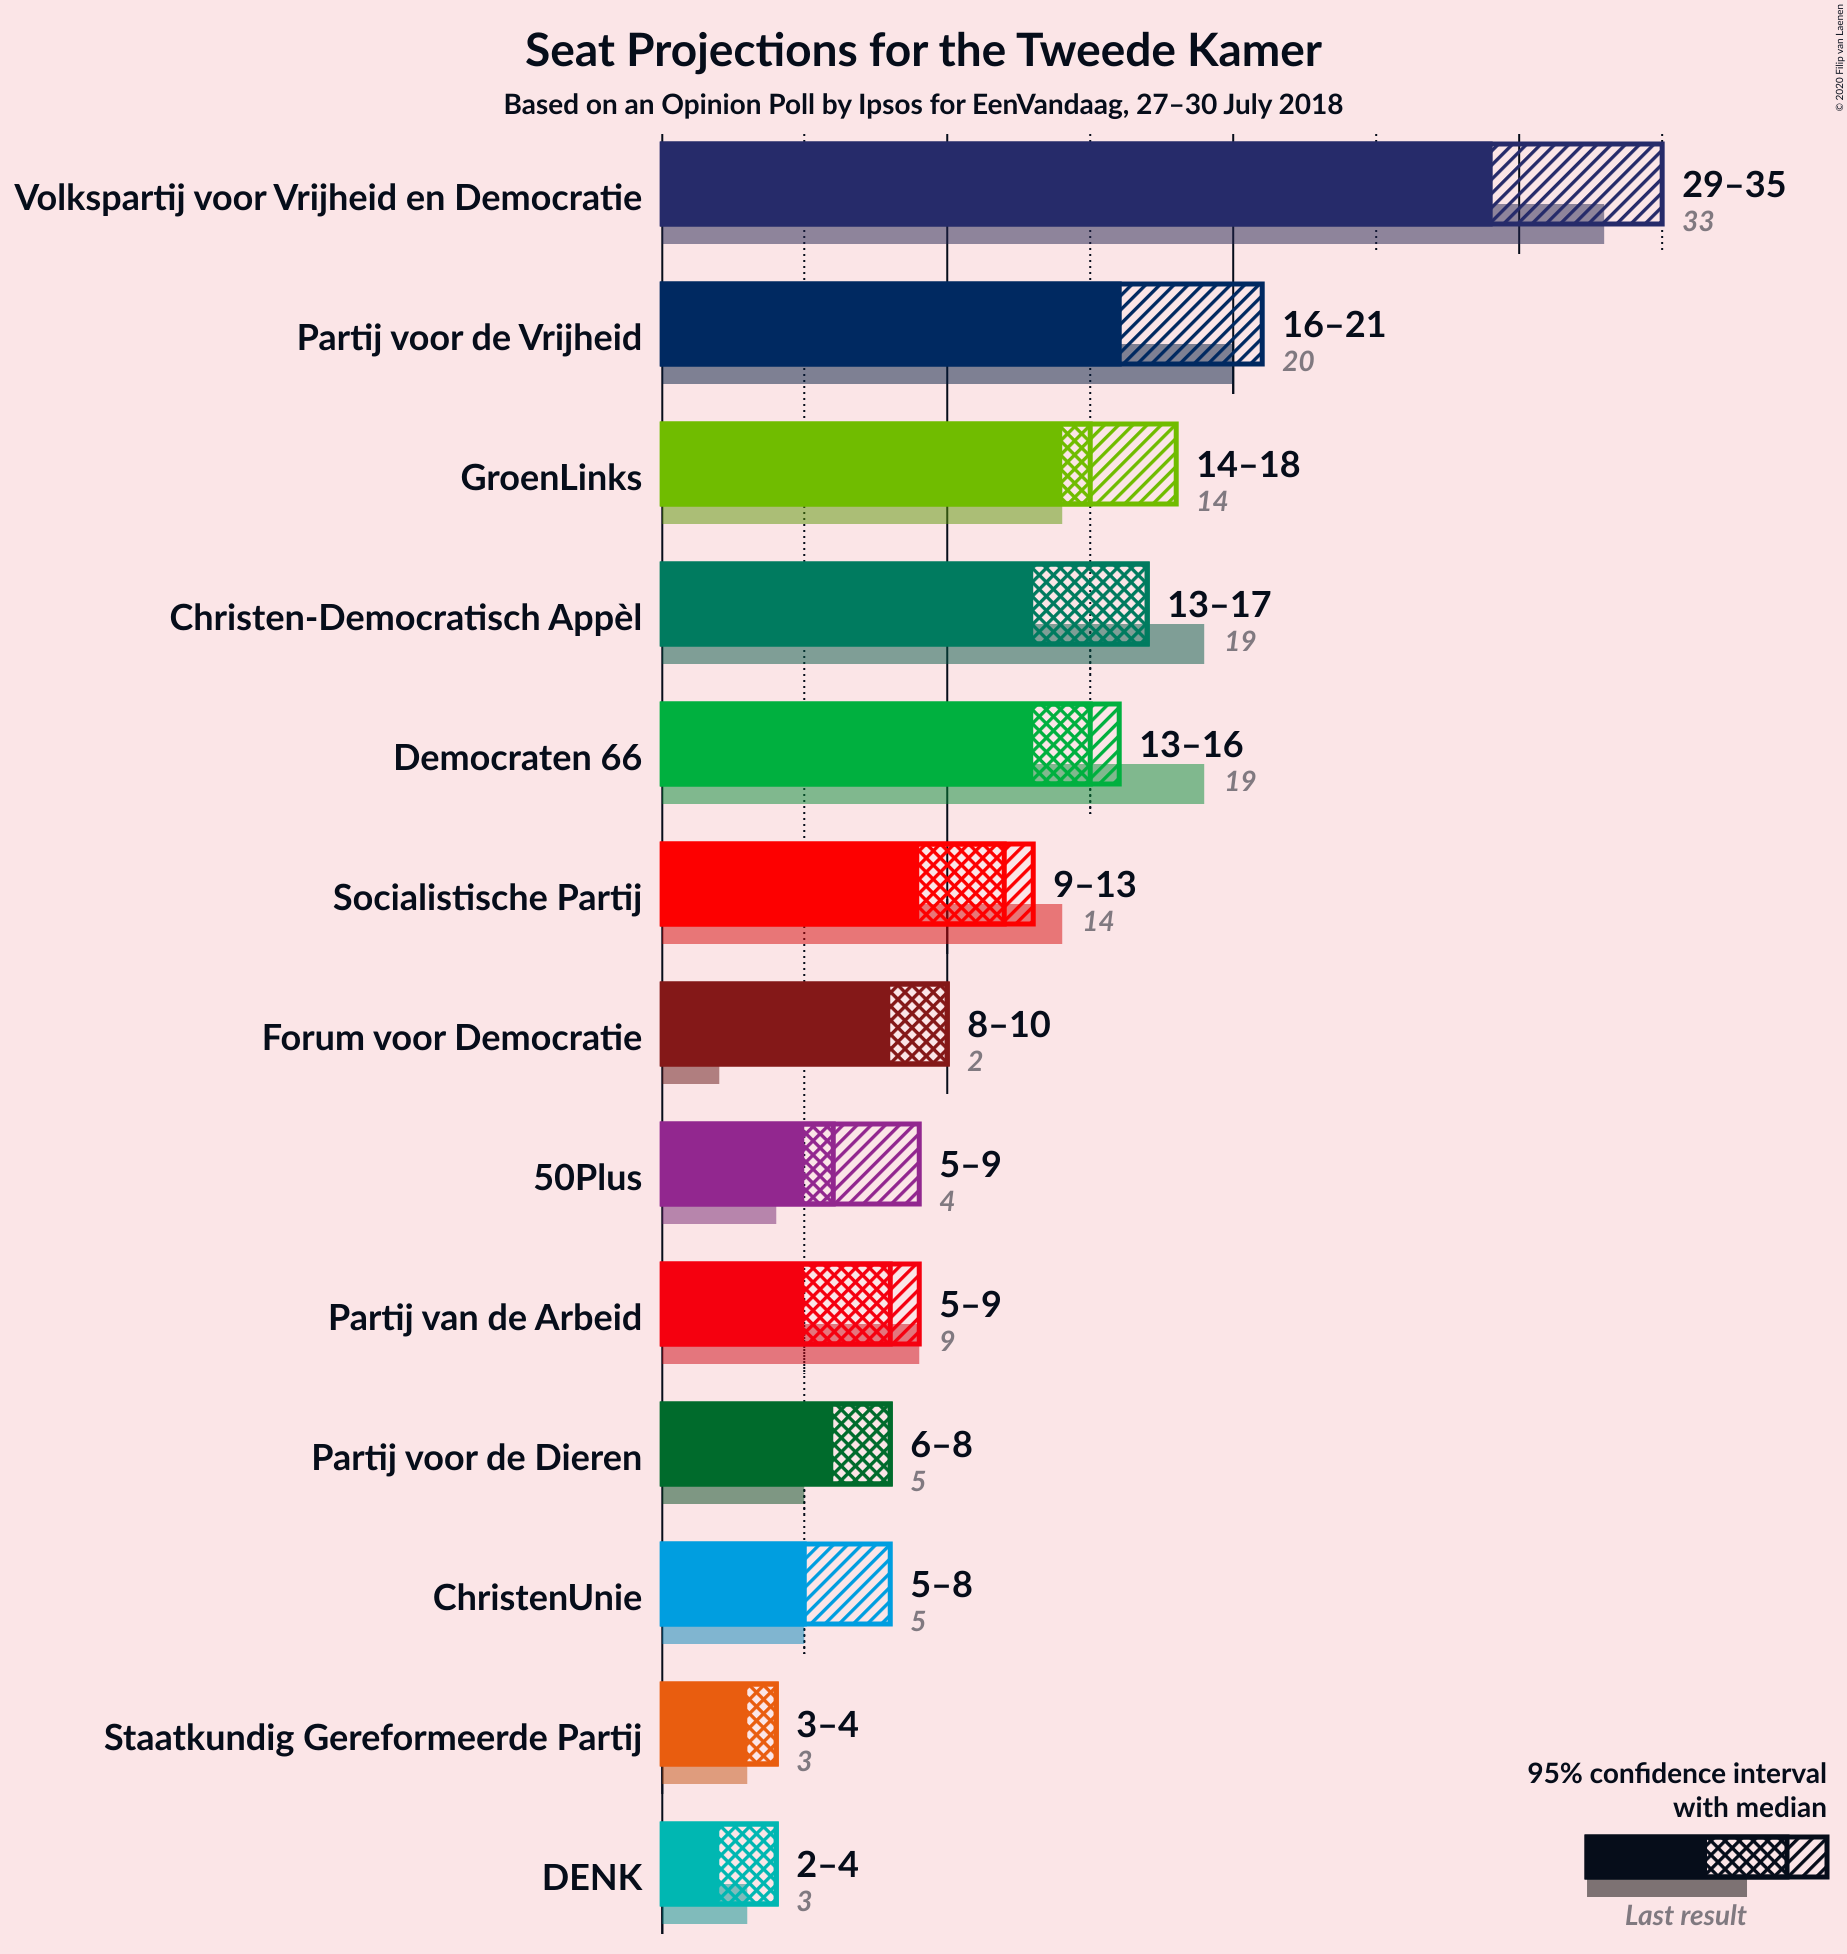 Seat Projections for the Tweede Kamer
Based on an Opinion Poll by Ipsos for EenVandaag, 27–30 July 2018
© 2020 Filip van Laenen
Volkspartij voor Vrijheid en Democratie
29–35
33
Partij voor de Vrijheid
16–21
20
GroenLinks
14–18
14
Christen-Democratisch Appèl
13–17
19
Democraten 66
13–16
19
Socialistische Partij
9–13
14
Forum voor Democratie
8–10
2
50Plus
5–9
4
Partij van de Arbeid
5–9
9
Partij voor de Dieren
6–8
5
ChristenUnie
5–8
5
Staatkundig Gereformeerde Partij
3–4
3
DENK
2–4
3
95% confidence interval
with median
Last result